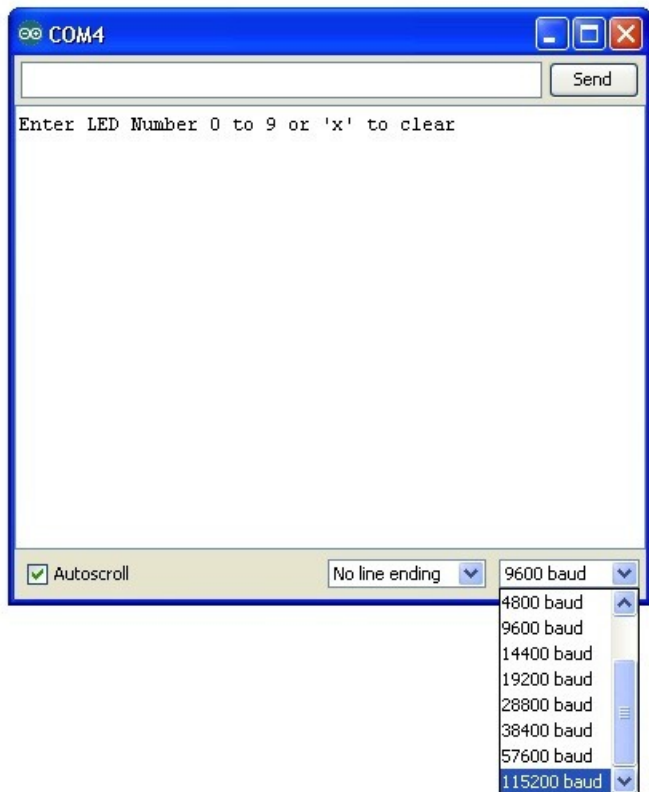 COM4
Send
Enter LED Number 0 to 9 or 'x' to clear
Autoscroll
No line ending
9600 baud
4800 baud
9600 baud
14400 baud
19200 baud
28800 baud
38400 baud
57600 baud
115200 baud